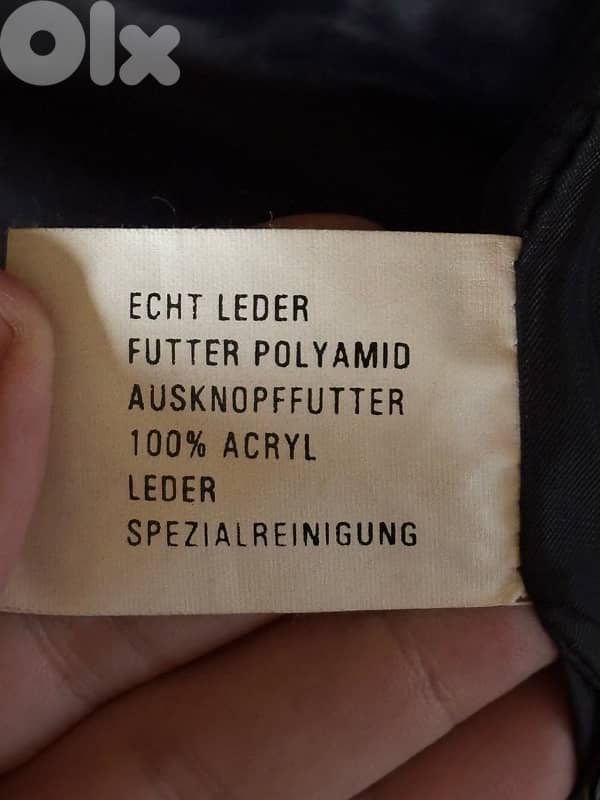 OLX
ECHT LEDER
FUTTER POLYAMID
AUSKNOPFFUTTER
100% ACRYL
LEDER
SPEZIALREINIGUNG